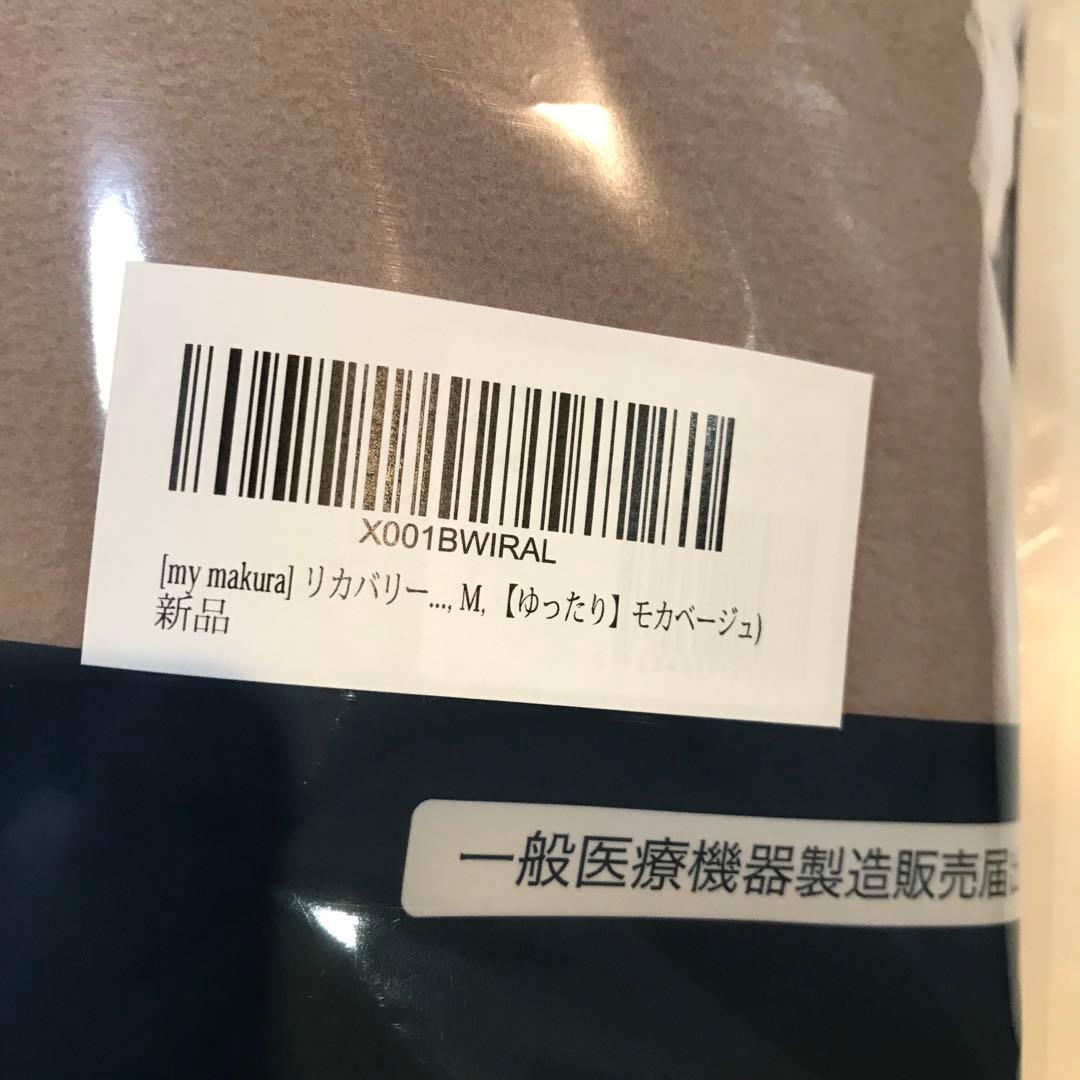 X001BWIRAL
[my makura] リカバリー..., M, 【ゆったり】モカベージュ)
新品
一般医療機器製造販売届